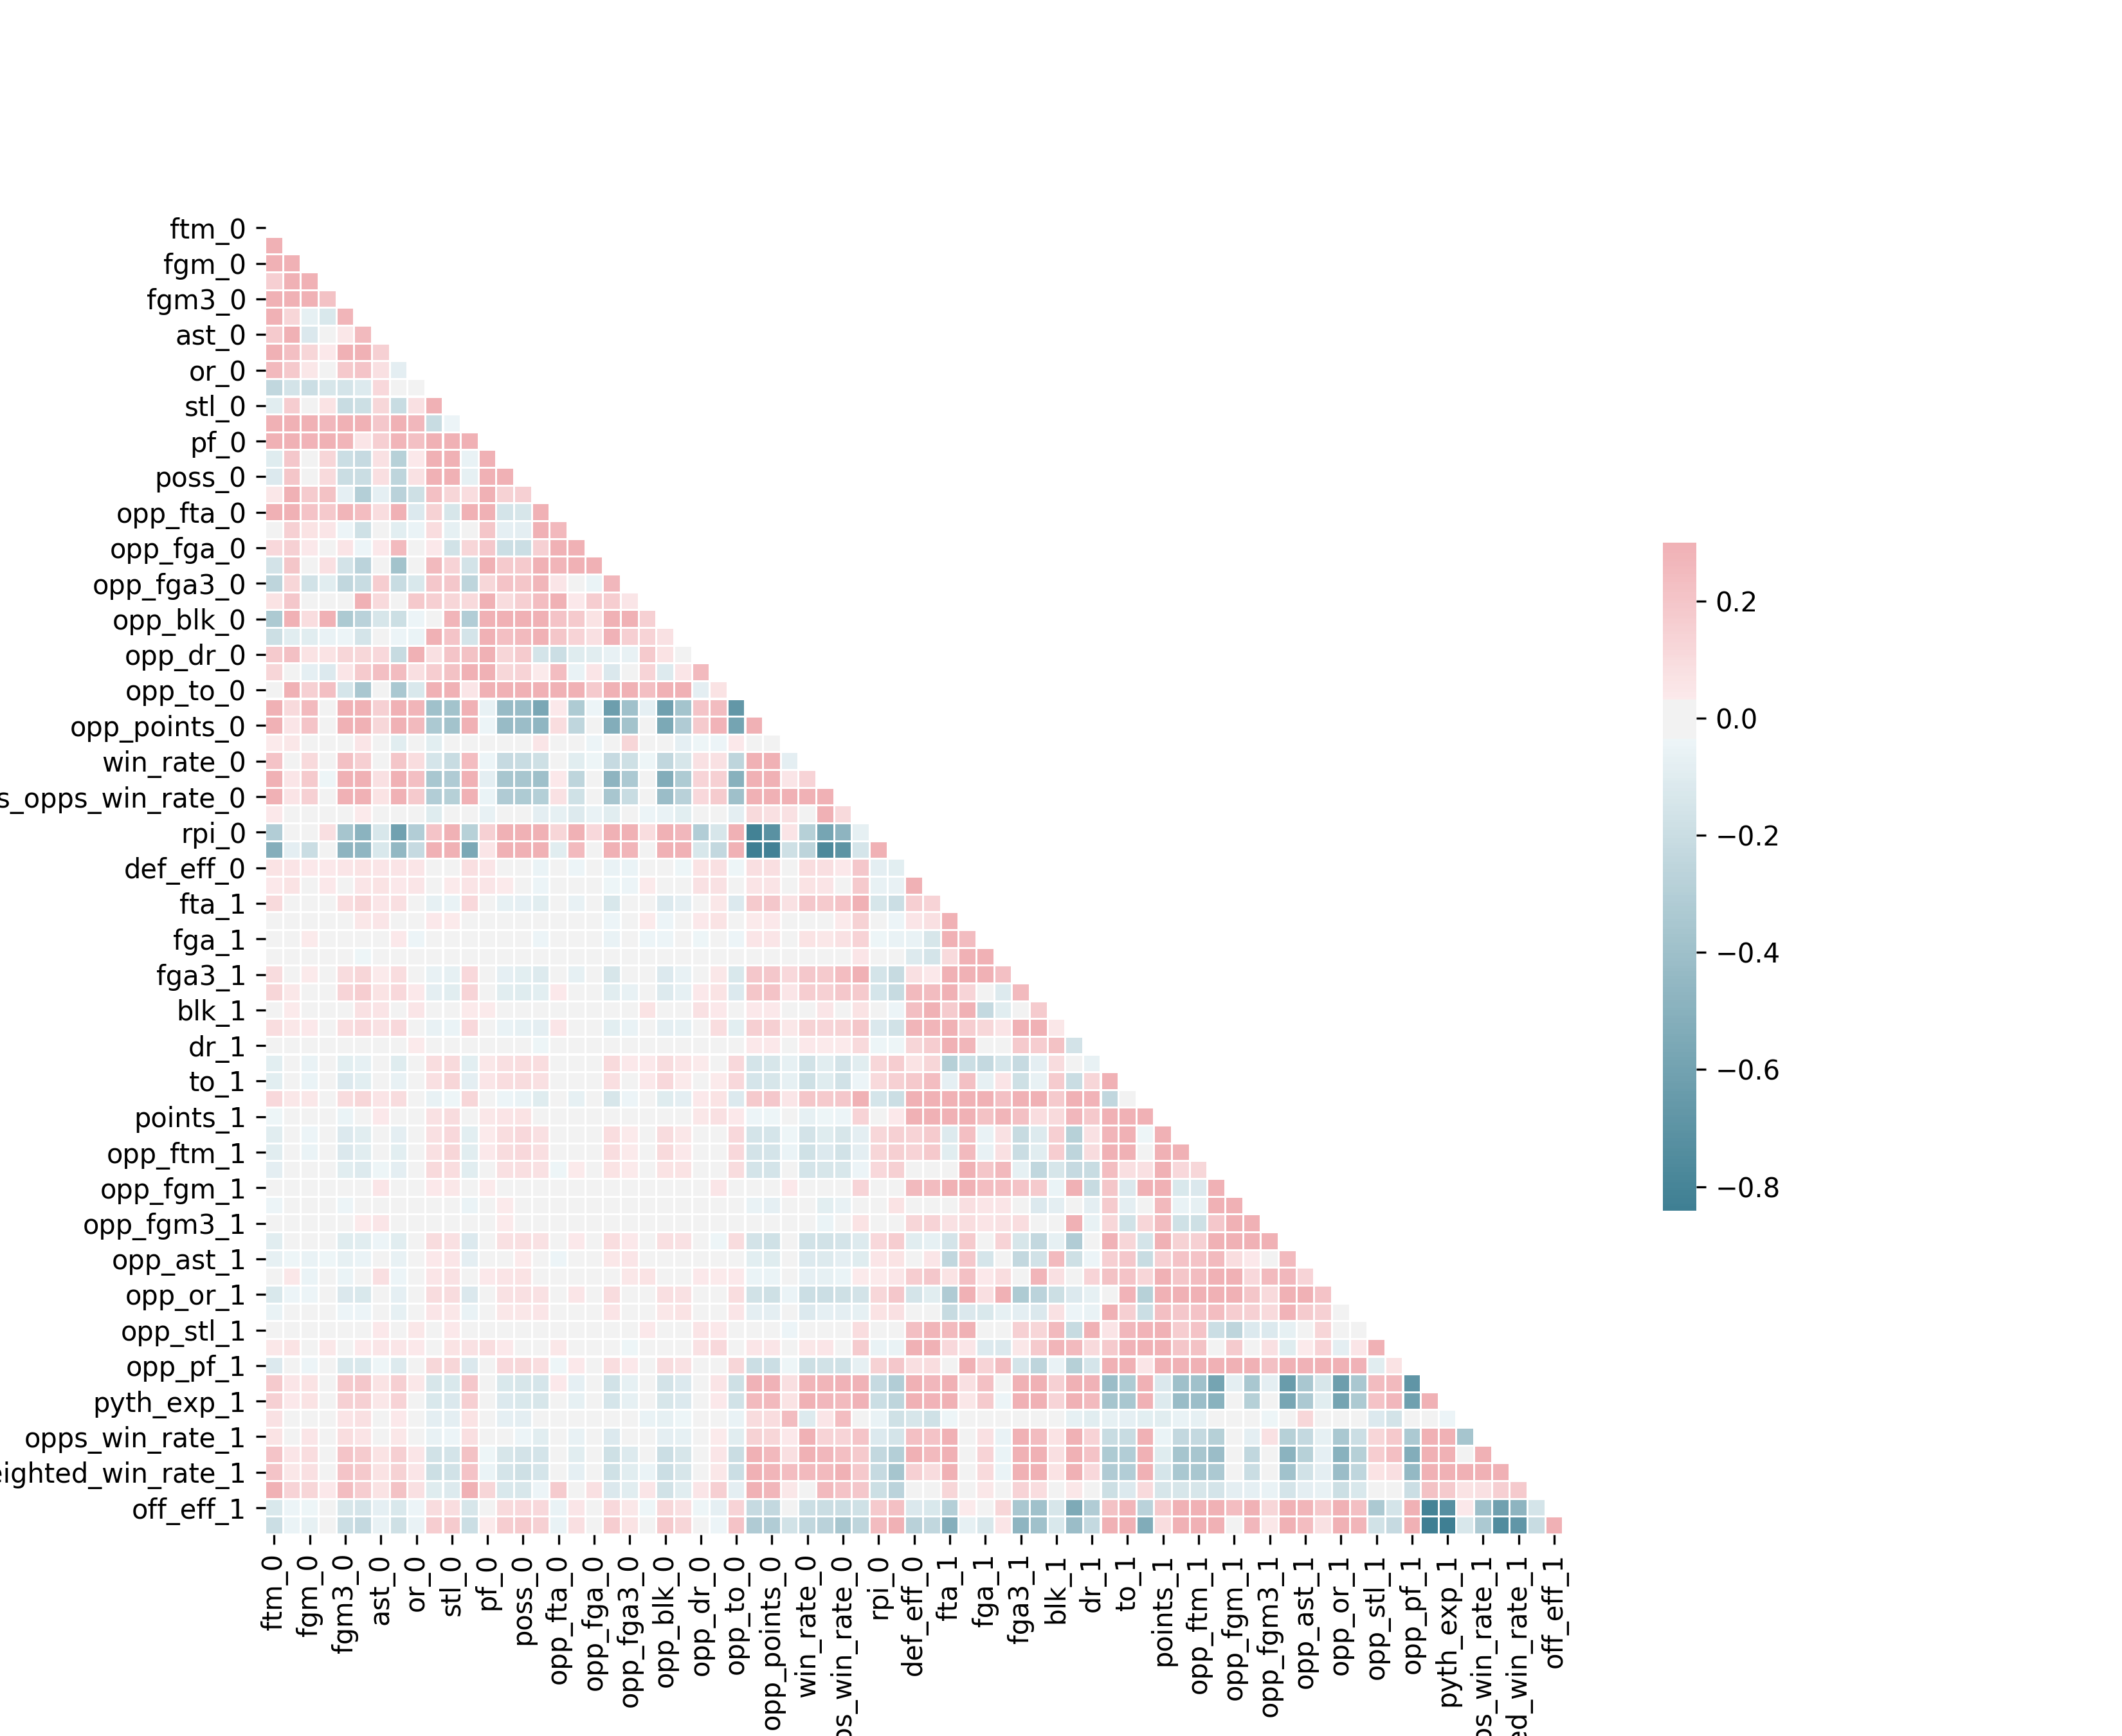 ftm_0
fgm_0
fgm3_0
ast_0
or_0
stl_0
pf_0
poss_0
opp_fta_0
opp_fga_0
opp_fga3_0
opp_blk_0
opp_dr_0
opp_to_0
opp_points_0
win_rate_0
s_opps_win_rate_0
rpi_0
def_eff_0
fta_1
fga_1
fga3_1
blk_1
dr_1
to_1
points_1
opp_ftm_1
opp_fgm_1
opp_fgm3_1
opp_ast_1
opp_or_1
opp_stl_1
opp_pf_1
pyth_exp_1
opps_win_rate_1
eighted_win_rate_1
off_eff_1
ftm_0
fgm_0
fgm3_0
ast_0
or_0
stl_0
pf_0
poss_0
opp_fta_0
opp_fga_0
opp_fga3_0
opp_blk_0
opp_dr_0
opp_to_0
opp_points_0
win_rate_0
ps_win_rate_0
rpi_0
def_eff_0
fta_1
fga_1
fga3_1
blk_1
dr_1
to_1
points_1
opp_ftm_1
opp_fgm_1
opp_fgm3_1
opp_ast_1
opp_or_1
opp_stl_1
opp_pf_1
pyth_exp_1
ps_win_rate_1
ed_win_rate_1
off_eff_1
0.2
0.0
−0.2
−0.4
−0.6
−0.8